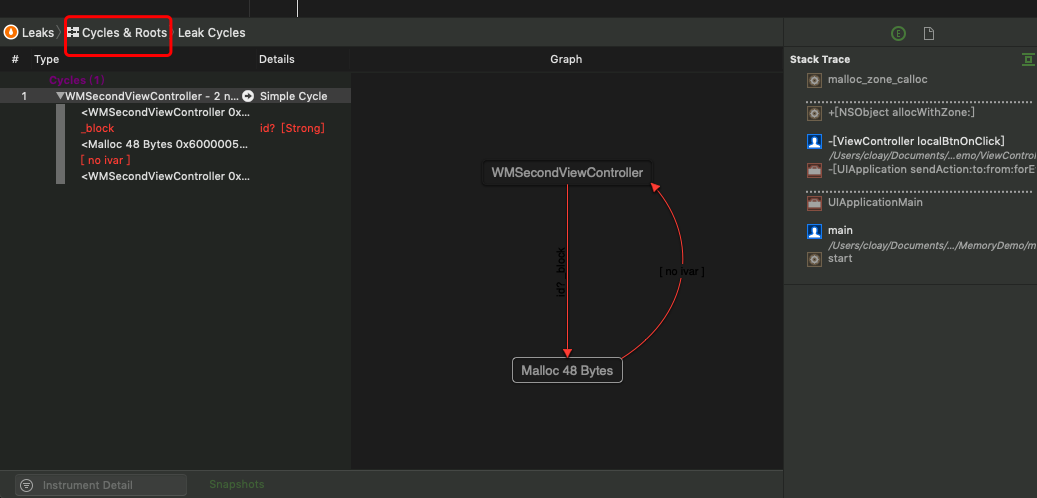 Leaks
Cycles & Roots
Leak Cycles
# Type Details Graph
Cycles (1)
1 WMSecondViewController - 2 n... Simple Cycle
<WMSecondViewController 0x...
_block id? [Strong]
<Malloc 48 Bytes 0x6000005...
[ no ivar ]
<WMSecondViewController 0x...
WMSecondViewController
id? _block
[ no ivar ]
Malloc 48 Bytes
E
Stack Trace
malloc_zone_calloc
+[NSObject allocWithZone:]
-[ViewController localBtnOnClick]
/Users/cloay/Documents/...emo/ViewContro
-[UIApplication sendAction:to:from:forE
UIApplicationMain
main
/Users/cloay/Documents/.../MemoryDemo/m
start
Instrument Detail
Snapshots